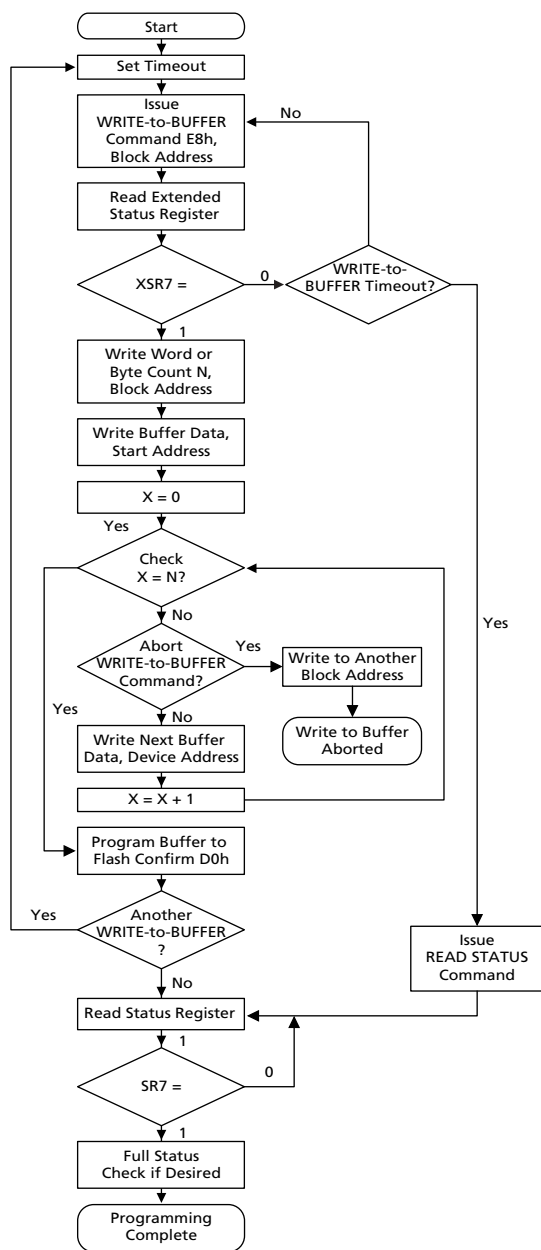 Start
Set Timeout
Issue
WRITE-to-BUFFER
Command E8h,
Block Address
No
Read Extended
Status Register
XSR7 =
0
WRITE-to-
BUFFER Timeout?
1
Write Word or
Byte Count N,
Block Address
Write Buffer Data,
Start Address
X = 0
Yes
Check
X = N?
No
Yes
Abort
WRITE-to-BUFFER
Command?
Yes
Write to Another
Block Address
Yes
No
Write to Buffer
Aborted
Write Next Buffer
Data, Device Address
X = X + 1
Program Buffer to
Flash Confirm D0h
Yes
Another
WRITE-to-BUFFER
?
Issue
READ STATUS
Command
No
Read Status Register
1
SR7 =
0
1
Full Status
Check if Desired
Programming
Complete